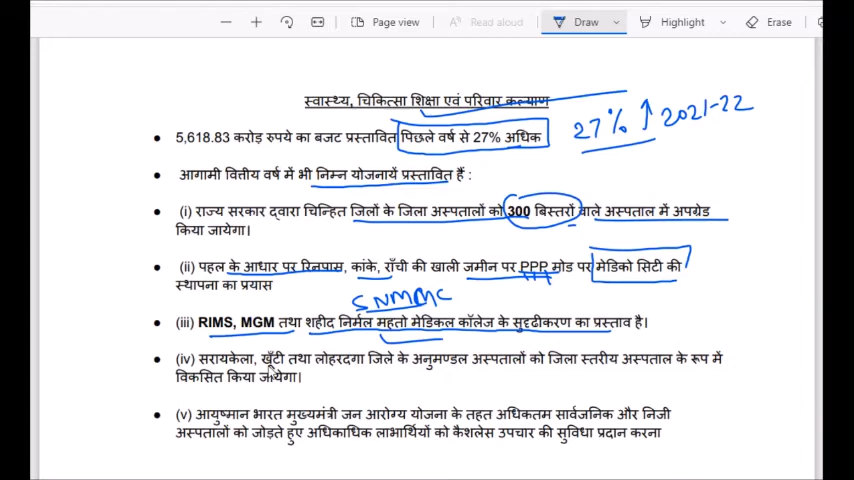 Page view
Read aloud
Draw
Highlight
Erase
स्वास्थ्य, चिकित्सा शिक्षा एवं परिवार कल्याण
27% ↑ 2021-22
• 5,618.83 करोड़ रुपये का बजट प्रस्तावित पिछले वर्ष से 27% अधिक
• आगामी वित्तीय वर्ष में भी निम्न योजनायें प्रस्तावित हैं :
• (i) राज्य सरकार द्वारा चिन्हित जिलों के जिला अस्पतालों को 300 बिस्तरों वाले अस्पताल में अपग्रेड
किया जायेगा।
• (ii) पहल के आधार पर रिनपास, कांके, राँची की खाली जमीन पर PPP मोड पर मेडिको सिटी की
स्थापना का प्रयास
SNMMC
• (iii) RIMS, MGM तथा शहीद निर्मल महतो मेडिकल कॉलेज के सुदृढीकरण का प्रस्ताव है।
• (iv) सरायकेला, खूँटी तथा लोहरदगा जिले के अनुमण्डल अस्पतालों को जिला स्तरीय अस्पताल के रूप में
विकसित किया जायेगा।
• (v) आयुष्मान भारत मुख्यमंत्री जन आरोग्य योजना के तहत अधिकतम सार्वजनिक और निजी
अस्पतालों को जोड़ते हुए अधिकाधिक लाभार्थियों को कैशलेस उपचार की सुविधा प्रदान करना